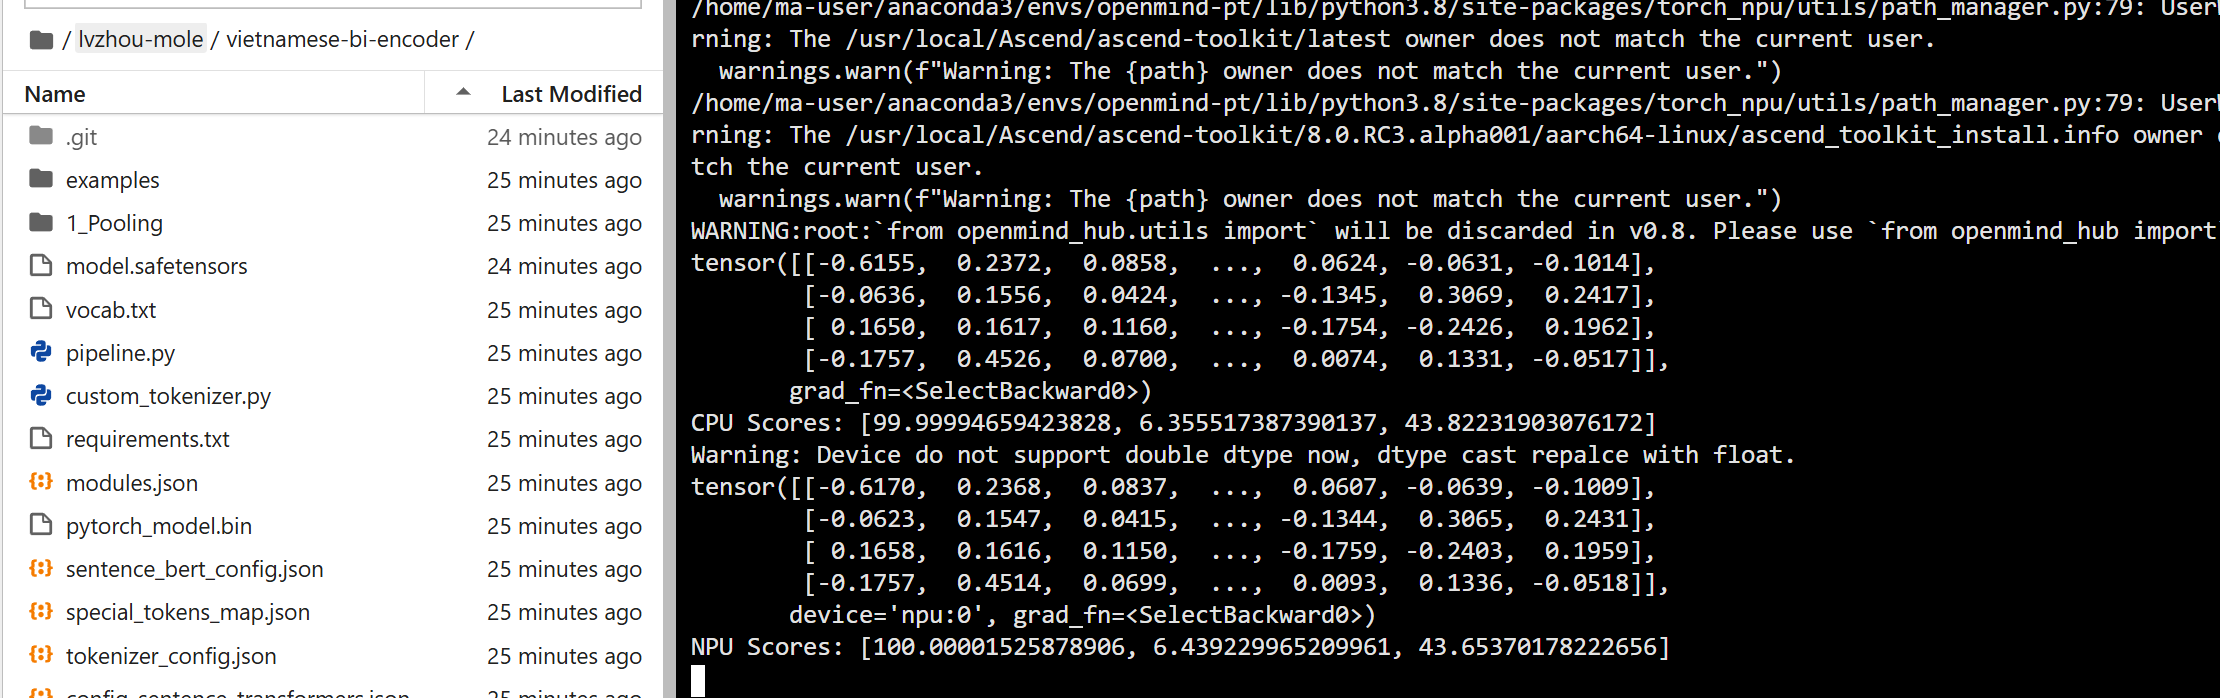 / lvzhou-mole / vietnamese-bi-encoder /
Name Last Modified
.git 24 minutes ago
examples 25 minutes ago
1_Pooling 25 minutes ago
model.safetensors 24 minutes ago
vocab.txt 25 minutes ago
pipeline.py 25 minutes ago
custom_tokenizer.py 25 minutes ago
requirements.txt 25 minutes ago
modules.json 25 minutes ago
pytorch_model.bin 25 minutes ago
sentence_bert_config.json 25 minutes ago
special_tokens_map.json 25 minutes ago
tokenizer_config.json 25 minutes ago
config_sentence_transformers.json 25 minutes ago
/home/ma-user/anaconda3/envs/openmind-pt/lib/python3.8/site-packages/torch_npu/utils/path_manager.py:79: UserW
rning: The /usr/local/Ascend/ascend-toolkit/latest owner does not match the current user.
warnings.warn(f"Warning: The {path} owner does not match the current user.")
/home/ma-user/anaconda3/envs/openmind-pt/lib/python3.8/site-packages/torch_npu/utils/path_manager.py:79: UserW
rning: The /usr/local/Ascend/ascend-toolkit/8.0.RC3.alpha001/aarch64-linux/ascend_toolkit_install.info owner
tch the current user.
warnings.warn(f"Warning: The {path} owner does not match the current user.")
WARNING:root:`from openmind_hub.utils import` will be discarded in v0.8. Please use `from openmind_hub import`
tensor([[-0.6155, 0.2372, 0.0858, ..., 0.0624, -0.0631, -0.1014],
[-0.0636, 0.1556, 0.0424, ..., -0.1345, 0.3069, 0.2417],
[ 0.1650, 0.1617, 0.1160, ..., -0.1754, -0.2426, 0.1962],
[-0.1757, 0.4526, 0.0700, ..., 0.0074, 0.1331, -0.0517]],
grad_fn=<SelectBackward0>)
CPU Scores: [99.99994659423828, 6.355517387390137, 43.82231903076172]
Warning: Device do not support double dtype now, dtype cast repalce with float.
tensor([[-0.6170, 0.2368, 0.0837, ..., 0.0607, -0.0639, -0.1009],
[-0.0623, 0.1547, 0.0415, ..., -0.1344, 0.3065, 0.2431],
[ 0.1658, 0.1616, 0.1150, ..., -0.1759, -0.2403, 0.1959],
[-0.1757, 0.4514, 0.0699, ..., 0.0093, 0.1336, -0.0518]],
device='npu:0', grad_fn=<SelectBackward0>)
NPU Scores: [100.00001525878906, 6.439229965209961, 43.65370178222656]